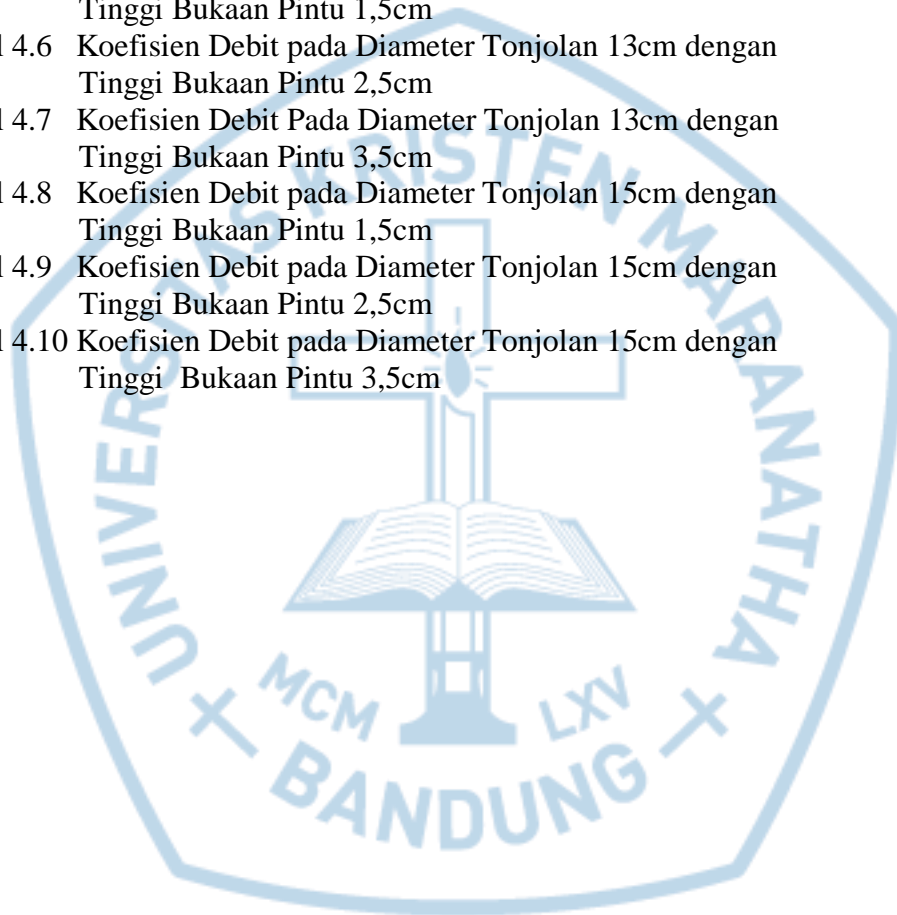 Tinggi Bukaan Pintu 1,5cm
l 4.6 Koefisien Debit pada Diameter Tonjolan 13cm dengan
Tinggi Bukaan Pintu 2,5cm
l 4.7 Koefisien Debit Pada Diameter Tonjolan 13cm dengan
Tinggi Bukaan Pintu 3,5cm
l 4.8 Koefisien Debit pada Diameter Tonjolan 15cm dengan
Tinggi Bukaan Pintu 1,5cm
l 4.9 Koefisien Debit pada Diameter Tonjolan 15cm dengan
Tinggi Bukaan Pintu 2,5cm
l 4.10 Koefisien Debit pada Diameter Tonjolan 15cm dengan
Tinggi Bukaan Pintu 3,5cm
UNIVERSITAS KRISTEN MARANATHA
MCM LXV
BANDUNG